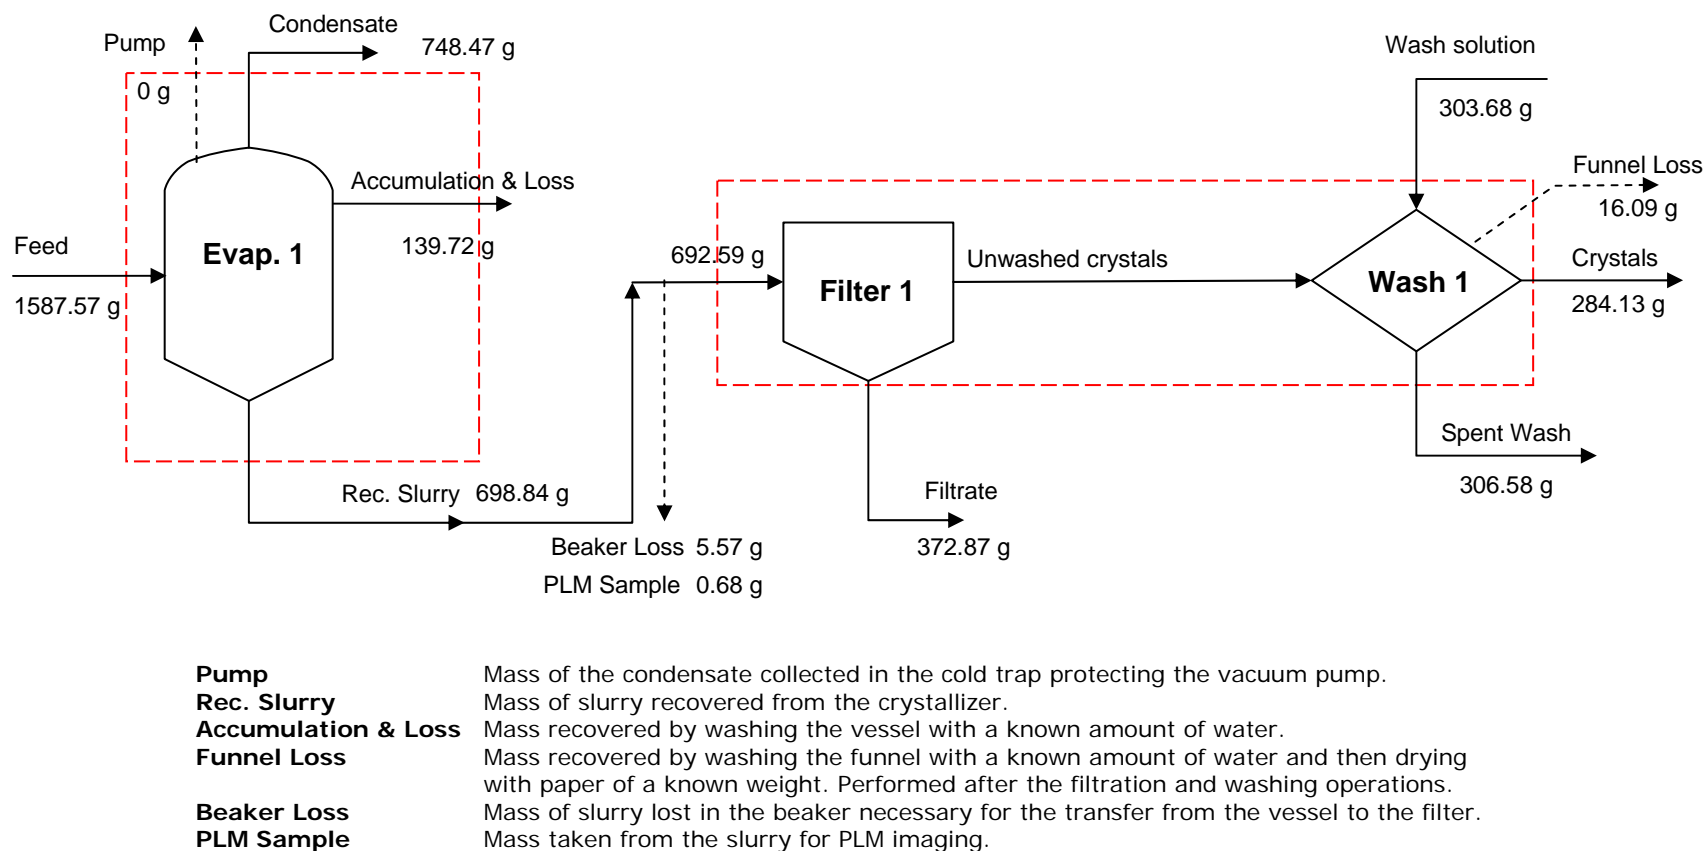 Pump
0 g
Condensate
748.47 g
Accumulation & Loss
139.72 g
Feed
1587.57 g
Evap. 1
Rec. Slurry 698.84 g
692.59 g
Beaker Loss 5.57 g
PLM Sample 0.68 g
Filter 1
Unwashed crystals
Filtrate
372.87 g
Wash solution
303.68 g
Funnel Loss
16.09 g
Wash 1
Crystals
284.13 g
Spent Wash
306.58 g
Pump Mass of the condensate collected in the cold trap protecting the vacuum pump.
Rec. Slurry Mass of slurry recovered from the crystallizer.
Accumulation & Loss Mass recovered by washing the vessel with a known amount of water.
Funnel Loss Mass recovered by washing the funnel with a known amount of water and then drying
with paper of a known weight. Performed after the filtration and washing operations.
Beaker Loss Mass of slurry lost in the beaker necessary for the transfer from the vessel to the filter.
PLM Sample Mass taken from the slurry for PLM imaging.